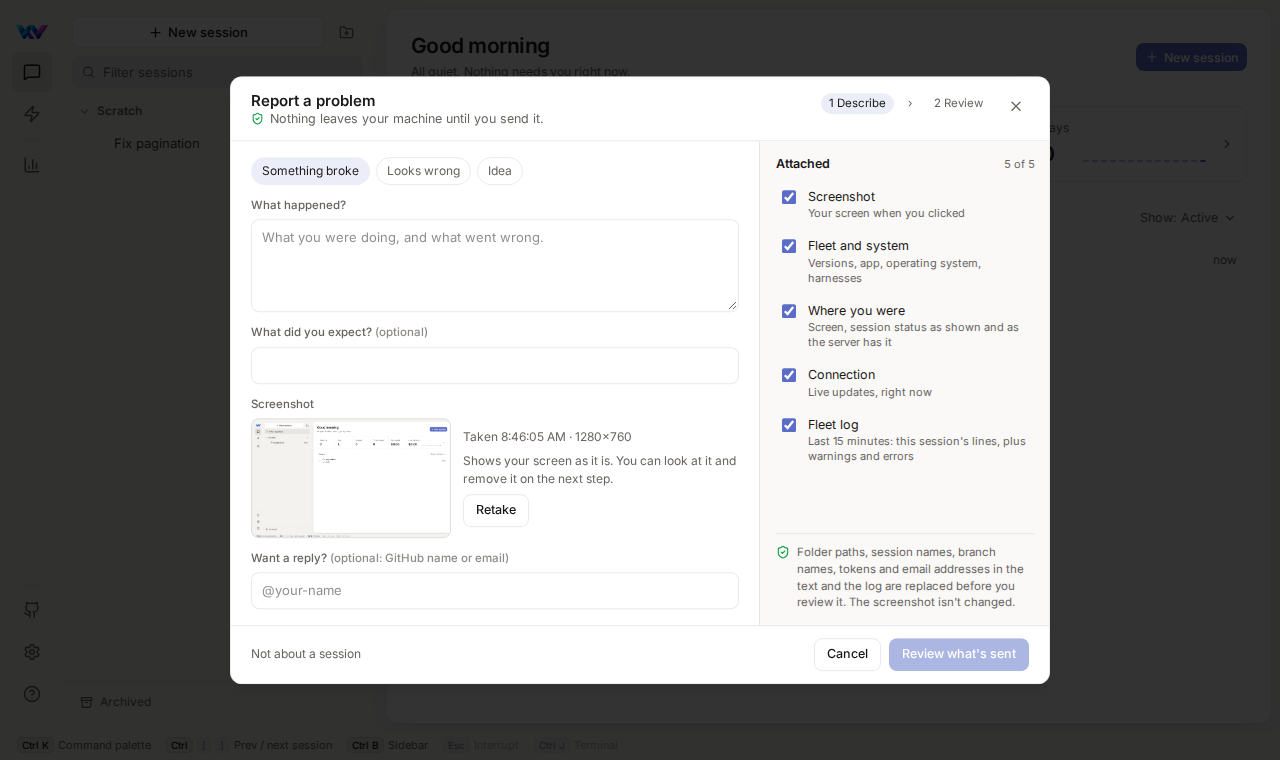 New session
Filter sessions
Scratch
Fix pagination
Archived
Good morning
All quiet. Nothing needs you right now.
New session
ays
Show: Active
now
Report a problem
Nothing leaves your machine until you send it.
1 Describe
›
2 Review
Something broke
Looks wrong
Idea
What happened?
What you were doing, and what went wrong.
What did you expect? (optional)
Screenshot
Taken 8:46:05 AM · 1280×760
Shows your screen as it is. You can look at it and
remove it on the next step.
Retake
Want a reply? (optional: GitHub name or email)
@your-name
Attached
5 of 5
Screenshot
Your screen when you clicked
Fleet and system
Versions, app, operating system,
harnesses
Where you were
Screen, session status as shown and as
the server has it
Connection
Live updates, right now
Fleet log
Last 15 minutes: this session's lines, plus
warnings and errors
Folder paths, session names, branch
names, tokens and email addresses in the
text and the log are replaced before you
review it. The screenshot isn't changed.
Not about a session
Cancel
Review what's sent
Ctrl K Command palette
Ctrl [ ] Prev / next session
Ctrl B Sidebar
Esc Interrupt
Ctrl J Terminal